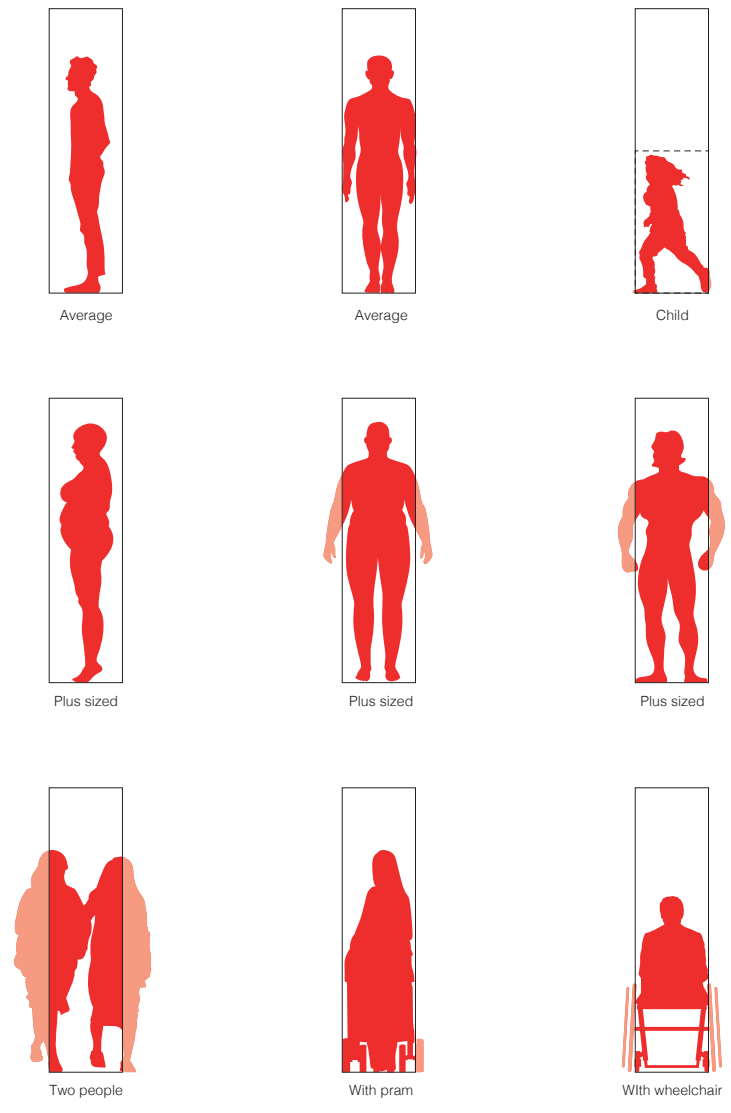 Average
Average
Child
Plus sized
Plus sized
Plus sized
Two people
With pram
WIth wheelchair